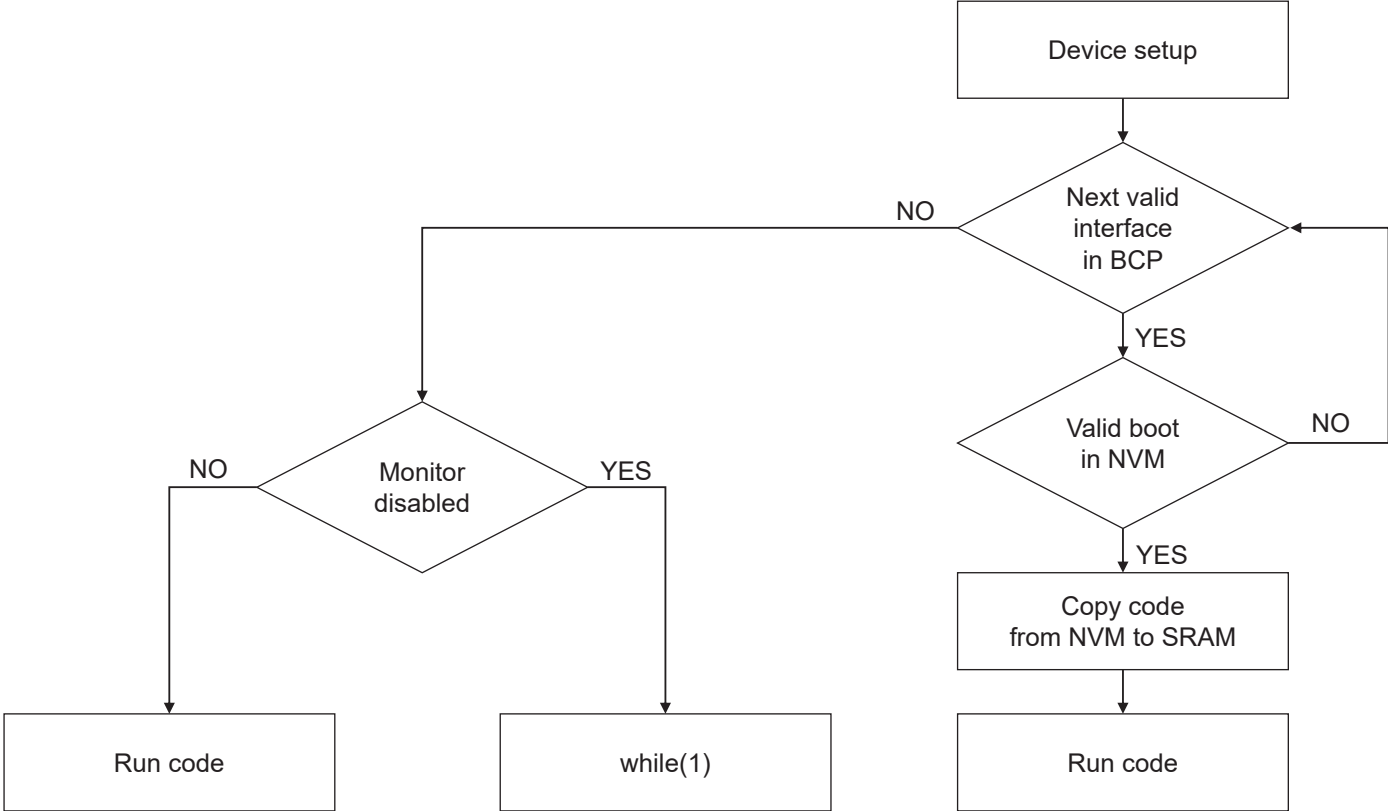 Device setup
Next valid
interface
in BCP
NO
YES
Valid boot
in NVM
NO
Monitor
disabled
NO
YES
YES
Copy code
from NVM to SRAM
Run code
while(1)
Run code